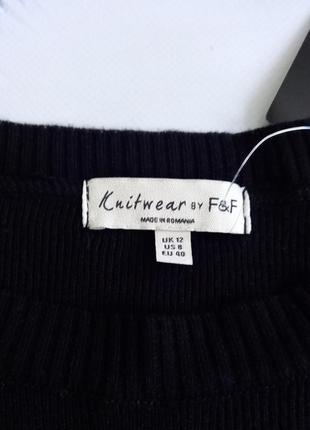 Knitwear BY F&F
MADE IN ROMANIA
UK 12
US 8
EU 40